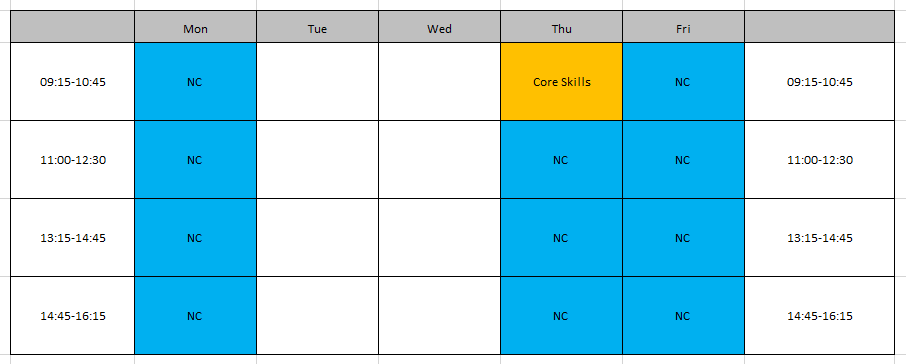 Mon Tue Wed Thu Fri
09:15-10:45 NC Core Skills NC 09:15-10:45
11:00-12:30 NC NC NC 11:00-12:30
13:15-14:45 NC NC NC 13:15-14:45
14:45-16:15 NC NC NC 14:45-16:15